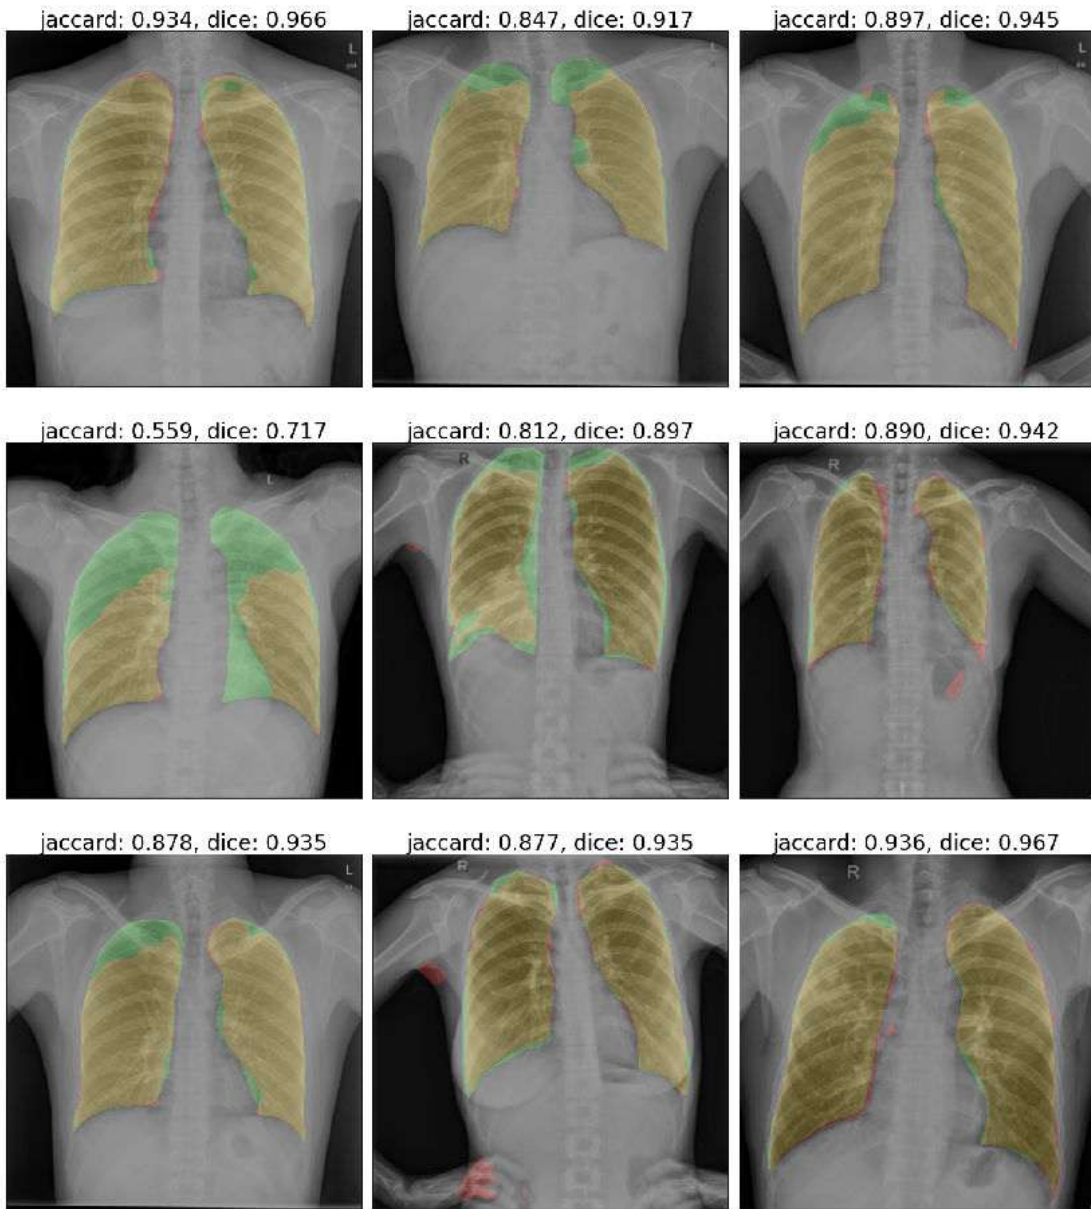 jaccard: 0.934, dice: 0.966
jaccard: 0.847, dice: 0.917
jaccard: 0.897, dice: 0.945
L
L
L
jaccard: 0.559, dice: 0.717
jaccard: 0.812, dice: 0.897
jaccard: 0.890, dice: 0.942
L
R
R
jaccard: 0.878, dice: 0.935
jaccard: 0.877, dice: 0.935
jaccard: 0.936, dice: 0.967
L
R
R